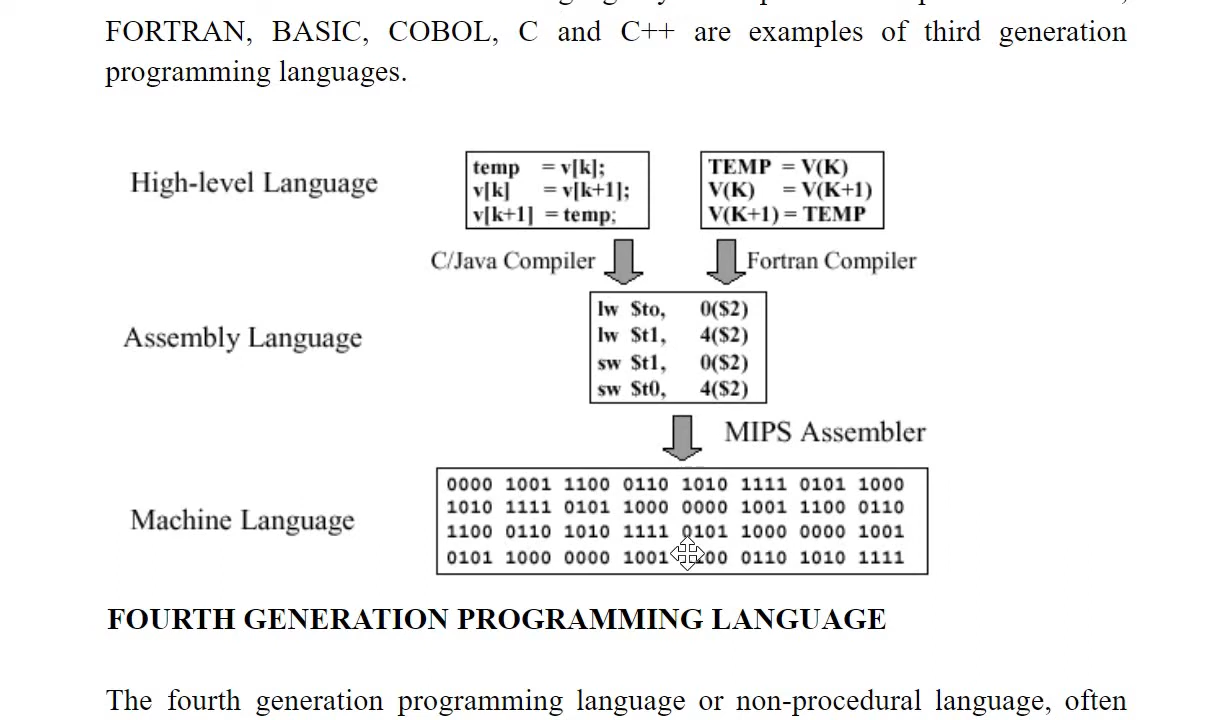 FORTRAN, BASIC, COBOL, C and C++ are examples of third generation
programming languages.
High-level Language
temp = v[k];
v[k] = v[k+1];
v[k+1] = temp;
TEMP = V(K)
V(K) = V(K+1)
V(K+1) = TEMP
C/Java Compiler
Fortran Compiler
Assembly Language
lw $to, 0($2)
lw $t1, 4($2)
sw $t1, 0($2)
sw $t0, 4($2)
MIPS Assembler
Machine Language
0000 1001 1100 0110 1010 1111 0101 1000
1010 1111 0101 1000 0000 1001 1100 0110
1100 0110 1010 1111 0101 1000 0000 1001
0101 1000 0000 1001 0110 1010 1111
FOURTH GENERATION PROGRAMMING LANGUAGE
The fourth generation programming language or non-procedural language, often